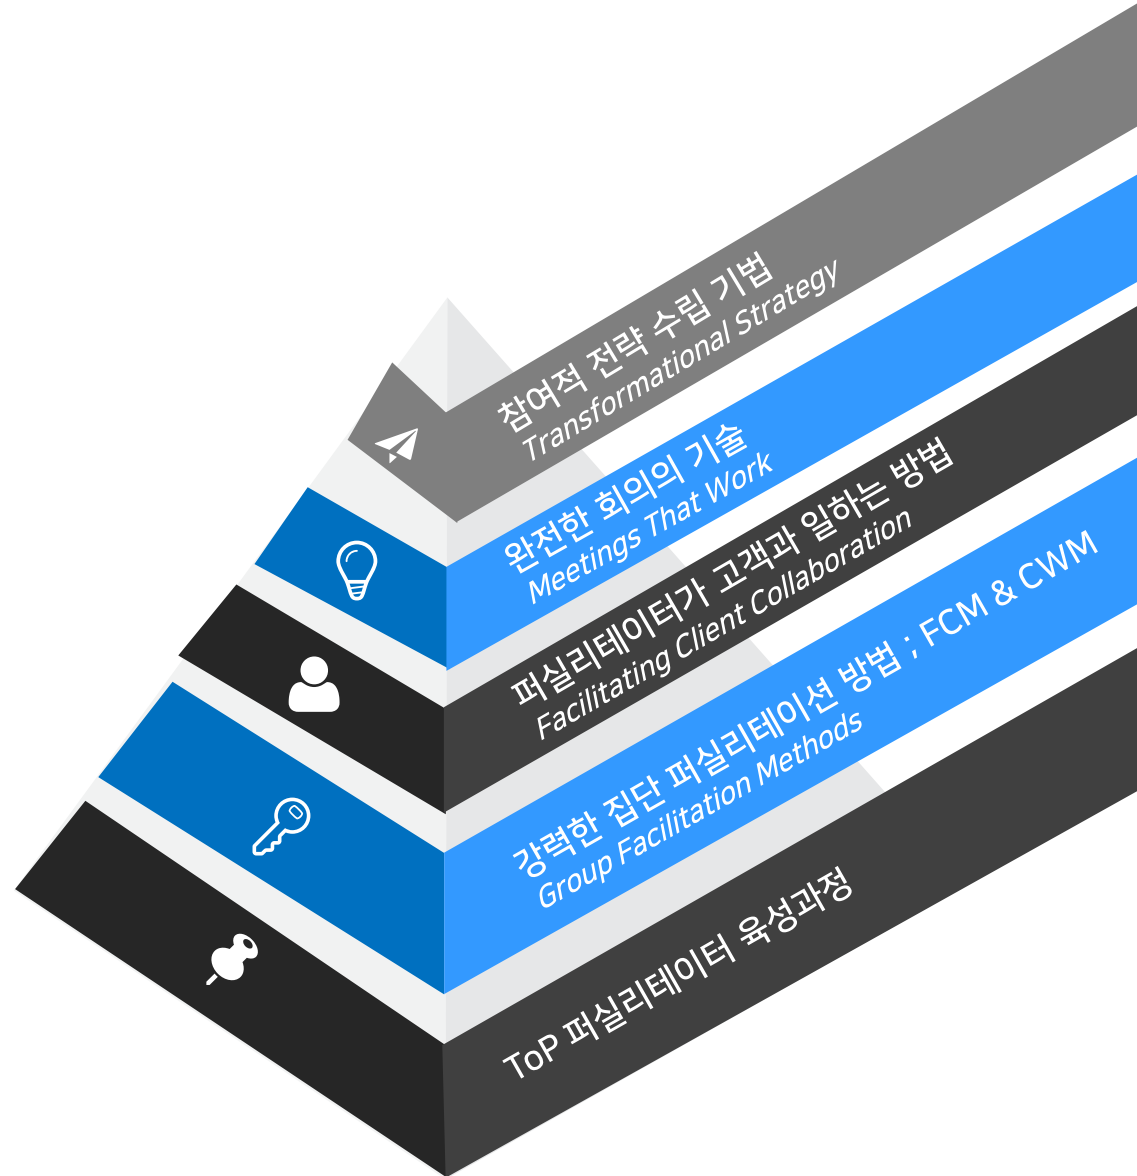 참여적 전략 수립 기법
Transformational Strategy
완전한 회의의 기술
Meetings That Work
퍼실리테이터가 고객과 일하는 방법
Facilitating Client Collaboration
강력한 집단 퍼실리테이션 방법 ; FCM & CWM
Group Facilitation Methods
ToP 퍼실리테이터 육성과정